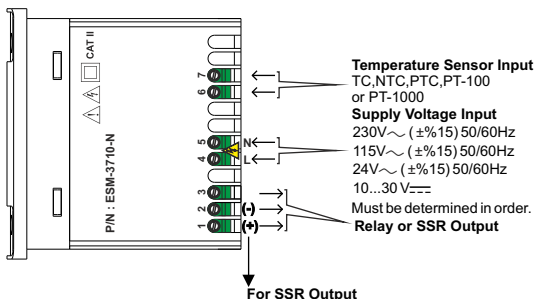 CAT II
P/N : ESM-3710-N
7
6
5 N
4 L
3
2 (-)
1 (+)
Temperature Sensor Input
TC,NTC,PTC,PT-100
or PT-1000
Supply Voltage Input
230V～ (±%15) 50/60Hz
115V～ (±%15) 50/60Hz
24V～ (±%15) 50/60Hz
10...30 V⎓
Must be determined in order.
Relay or SSR Output
For SSR Output